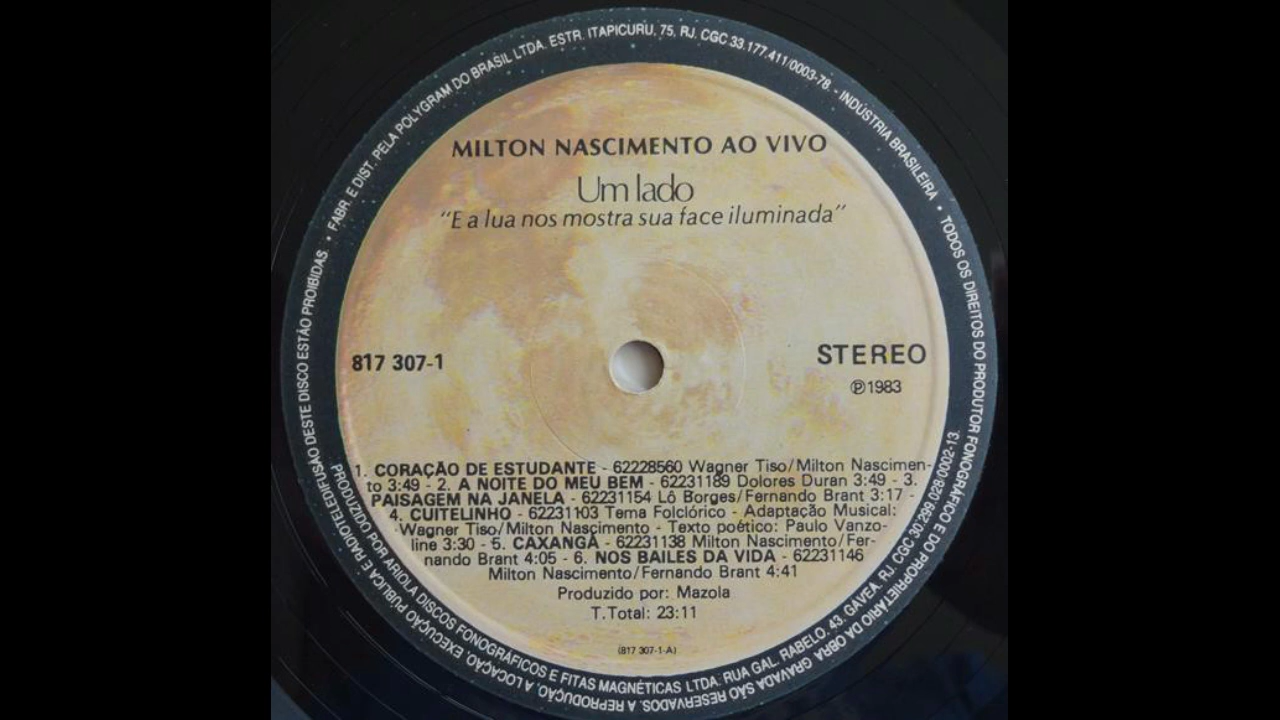 MILTON NASCIMENTO AO VIVO
Um lado
"E a lua nos mostra sua face iluminada"
817 307-1
STEREO
℗1983
1. CORAÇÃO DE ESTUDANTE - 62228560 Wagner Tiso/Milton Nascimen-
to 3:49 - 2. A NOITE DO MEU BEM - 62231189 Dolores Duran 3:49 - 3.
PAISAGEM NA JANELA - 62231154 Lô Borges/Fernando Brant 3:17 -
4. CUITELINHO - 62231103 Tema Folclórico - Adaptação Musical:
Wagner Tiso/Milton Nascimento - Texto poético: Paulo Vanzo-
line 3:30 - 5. CAXANGÁ - 62231138 Milton Nascimento/Fer-
nando Brant 4:05 - 6. NOS BAILES DA VIDA - 62231146
Milton Nascimento/Fernando Brant 4:41
Produzido por: Mazola
T.Total: 23:11
(817 307-1-A)
PRODUZIDO POR ARIOLA DISCOS FONOGRÁFICOS E FITAS MAGNÉTICAS LTDA. RUA GAL. RABELO, 43, GÁVEA, RJ. CGC 30.299.028/0002-13.
• FABR. E DIST. PELA POLYGRAM DO BRASIL LTDA. ESTR. ITAPICURU, 75, RJ. CGC 33.177.411/0003-78. - INDÚSTRIA BRASILEIRA • TODOS OS DIREITOS DO PRODUTOR FONOGRÁFICO E DO PROPRIETÁRIO DA OBRA GRAVADA SÃO RESERVADOS. A REPRODUÇÃO, A LOCAÇÃO, EXECUÇÃO PÚBLICA E RADIOTELEDIFUSÃO DESTE DISCO ESTÃO PROIBIDAS